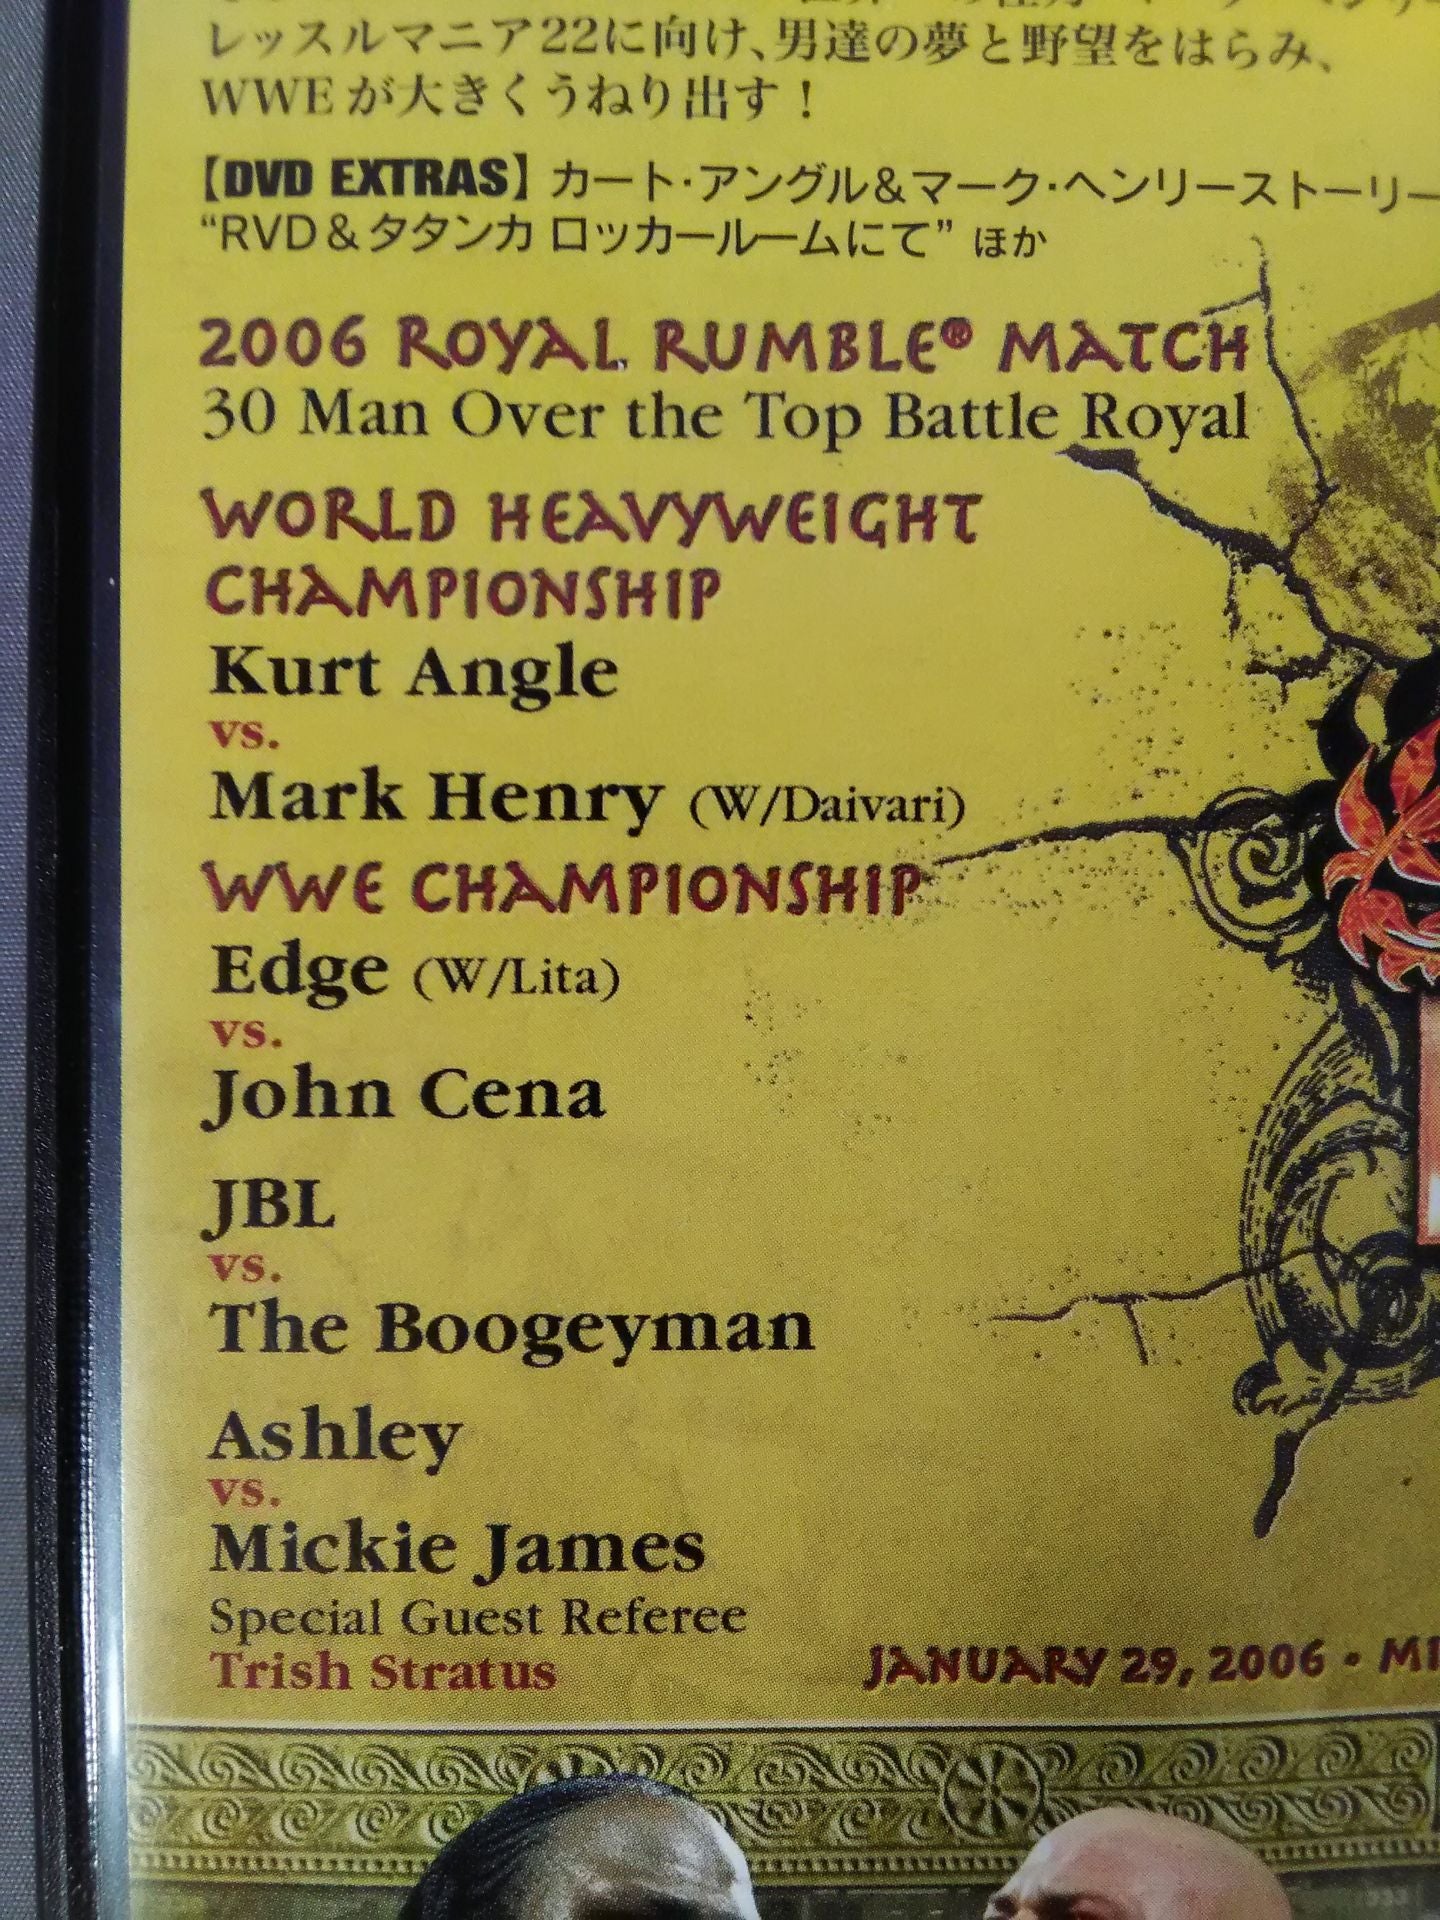 レッスルマニア22に向け、男達の夢と野望をはらみ、
WWEが大きくうねり出す!
【DVD EXTRAS】カート・アングル&マーク・ヘンリーストーリー
“RVD&タタンカ ロッカールームにて” ほか
2006 ROYAL RUMBLE® MATCH
30 Man Over the Top Battle Royal
WORLD HEAVYWEIGHT
CHAMPIONSHIP
Kurt Angle
vs.
Mark Henry (W/Daivari)
WWE CHAMPIONSHIP
Edge (W/Lita)
vs.
John Cena
JBL
vs.
The Boogeyman
Ashley
vs.
Mickie James
Special Guest Referee
Trish Stratus
JANUARY 29, 2006 • MI